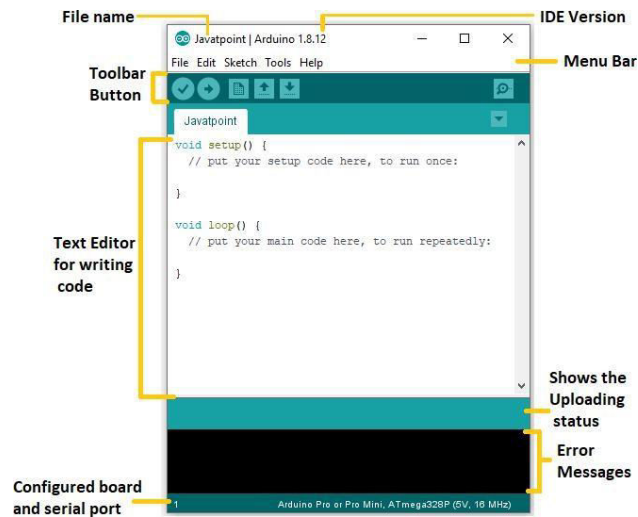 File name
IDE Version
Javatpoint | Arduino 1.8.12
File Edit Sketch Tools Help
Menu Bar
Toolbar
Button
Javatpoint
void setup() {
// put your setup code here, to run once:
}
void loop() {
// put your main code here, to run repeatedly:
}
Text Editor
for writing
code
Shows the
Uploading
status
Error
Messages
Configured board
and serial port
1
Arduino Pro or Pro Mini, ATmega328P (5V, 16 MHz)